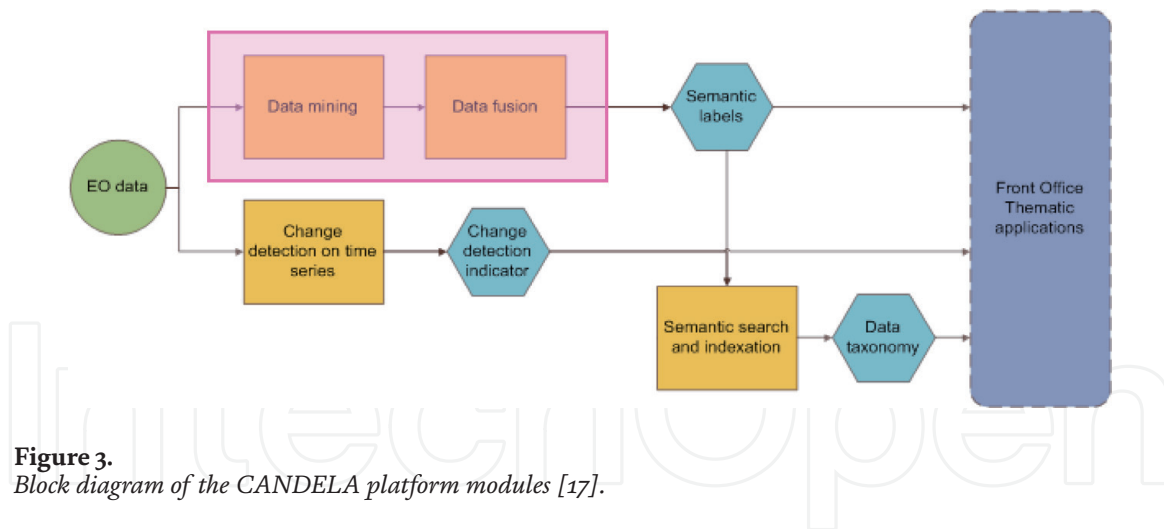 Data mining
Data fusion
Semantic
labels
EO data
Front Office
Thematic
applications
Change
detection on time
series
Change
detection
indicator
Semantic search
and indexation
Data
taxonomy
IntechOpen
Figure 3.
Block diagram of the CANDELA platform modules [17].